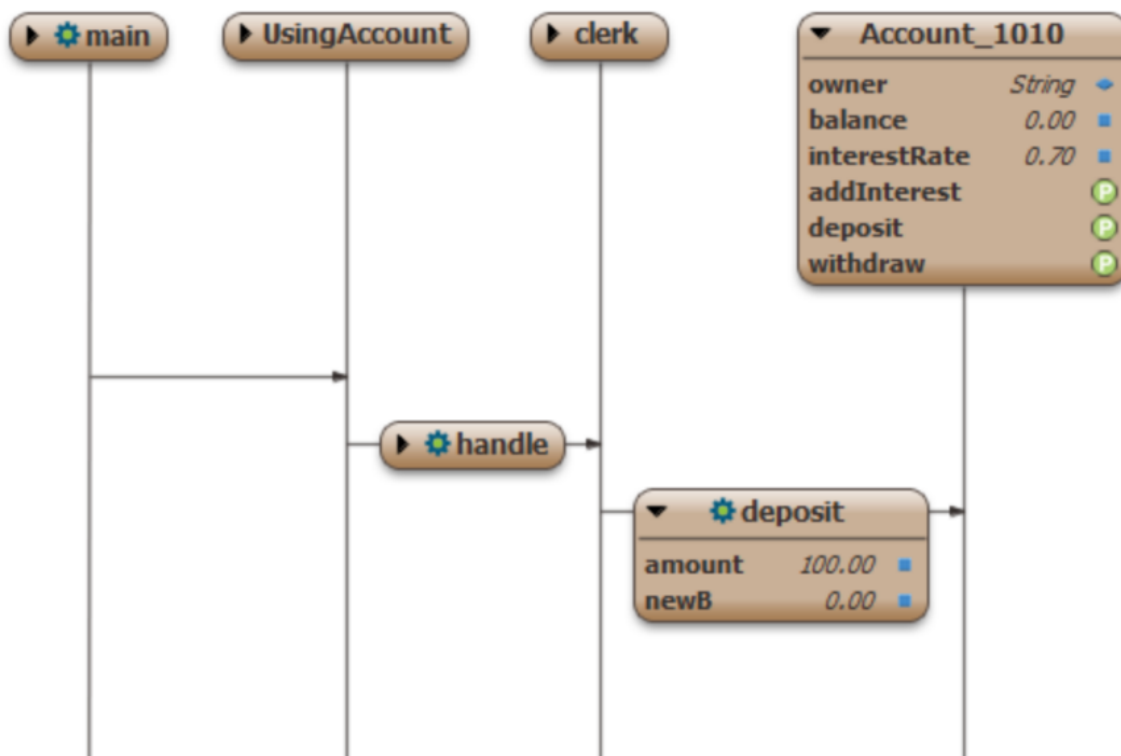 main
UsingAccount
clerk
Account_1010
owner String
balance 0.00
interestRate 0.70
addInterest P
deposit P
withdraw P
handle
deposit
amount 100.00
newB 0.00